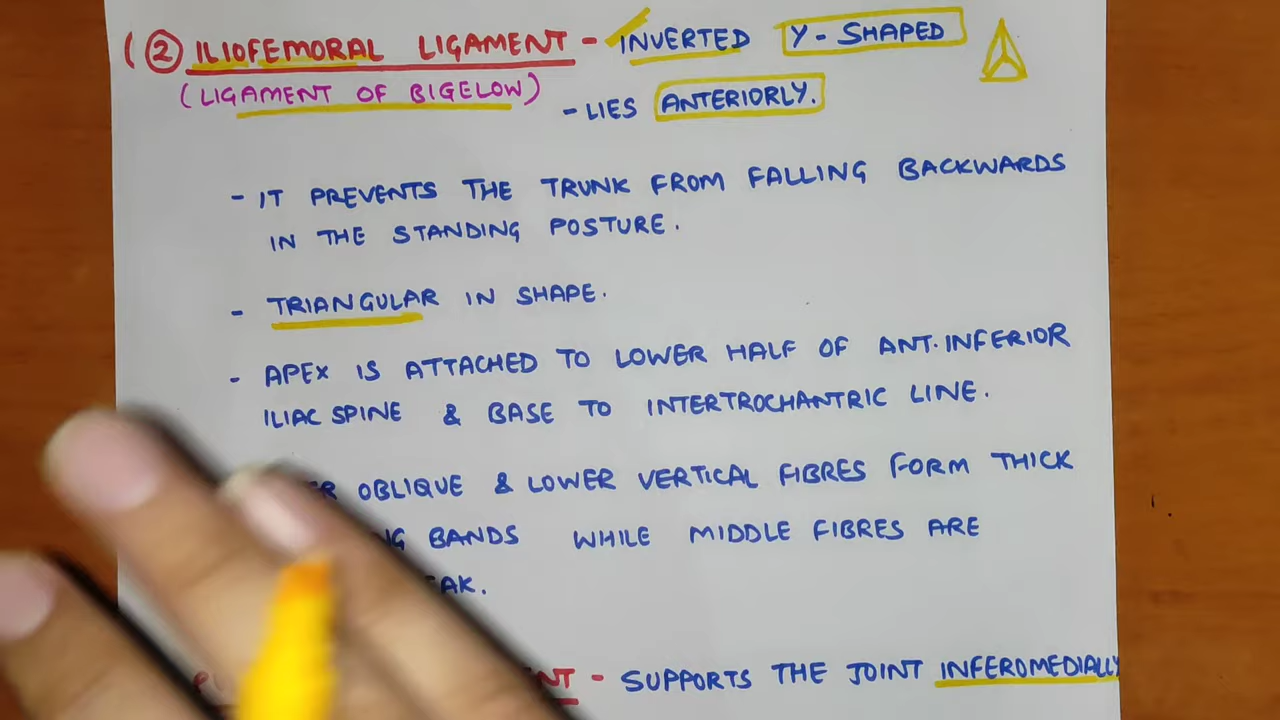 (② ILIOFEMORAL LIGAMENT - INVERTED Y-SHAPED
(LIGAMENT OF BIGELOW)
- LIES ANTERIORLY.
- IT PREVENTS THE TRUNK FROM FALLING BACKWARDS
IN THE STANDING POSTURE.
- TRIANGULAR IN SHAPE.
- APEX IS ATTACHED TO LOWER HALF OF ANT. INFERIOR
ILIAC SPINE & BASE TO INTERTROCHANTRIC LINE.
OBLIQUE & LOWER VERTICAL FIBRES FORM THICK
BANDS WHILE MIDDLE FIBRES ARE
- SUPPORTS THE JOINT INFEROMEDIALLY